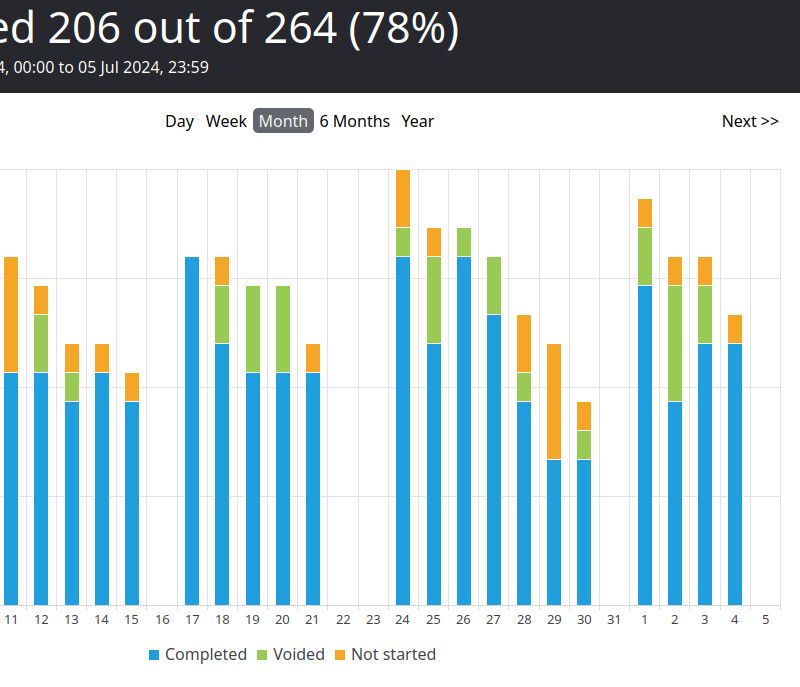 ed 206 out of 264 (78%)
4, 00:00 to 05 Jul 2024, 23:59
Day Week Month 6 Months Year Next >>
11 12 13 14 15 16 17 18 19 20 21 22 23 24 25 26 27 28 29 30 31 1 2 3 4 5
Completed Voided Not started